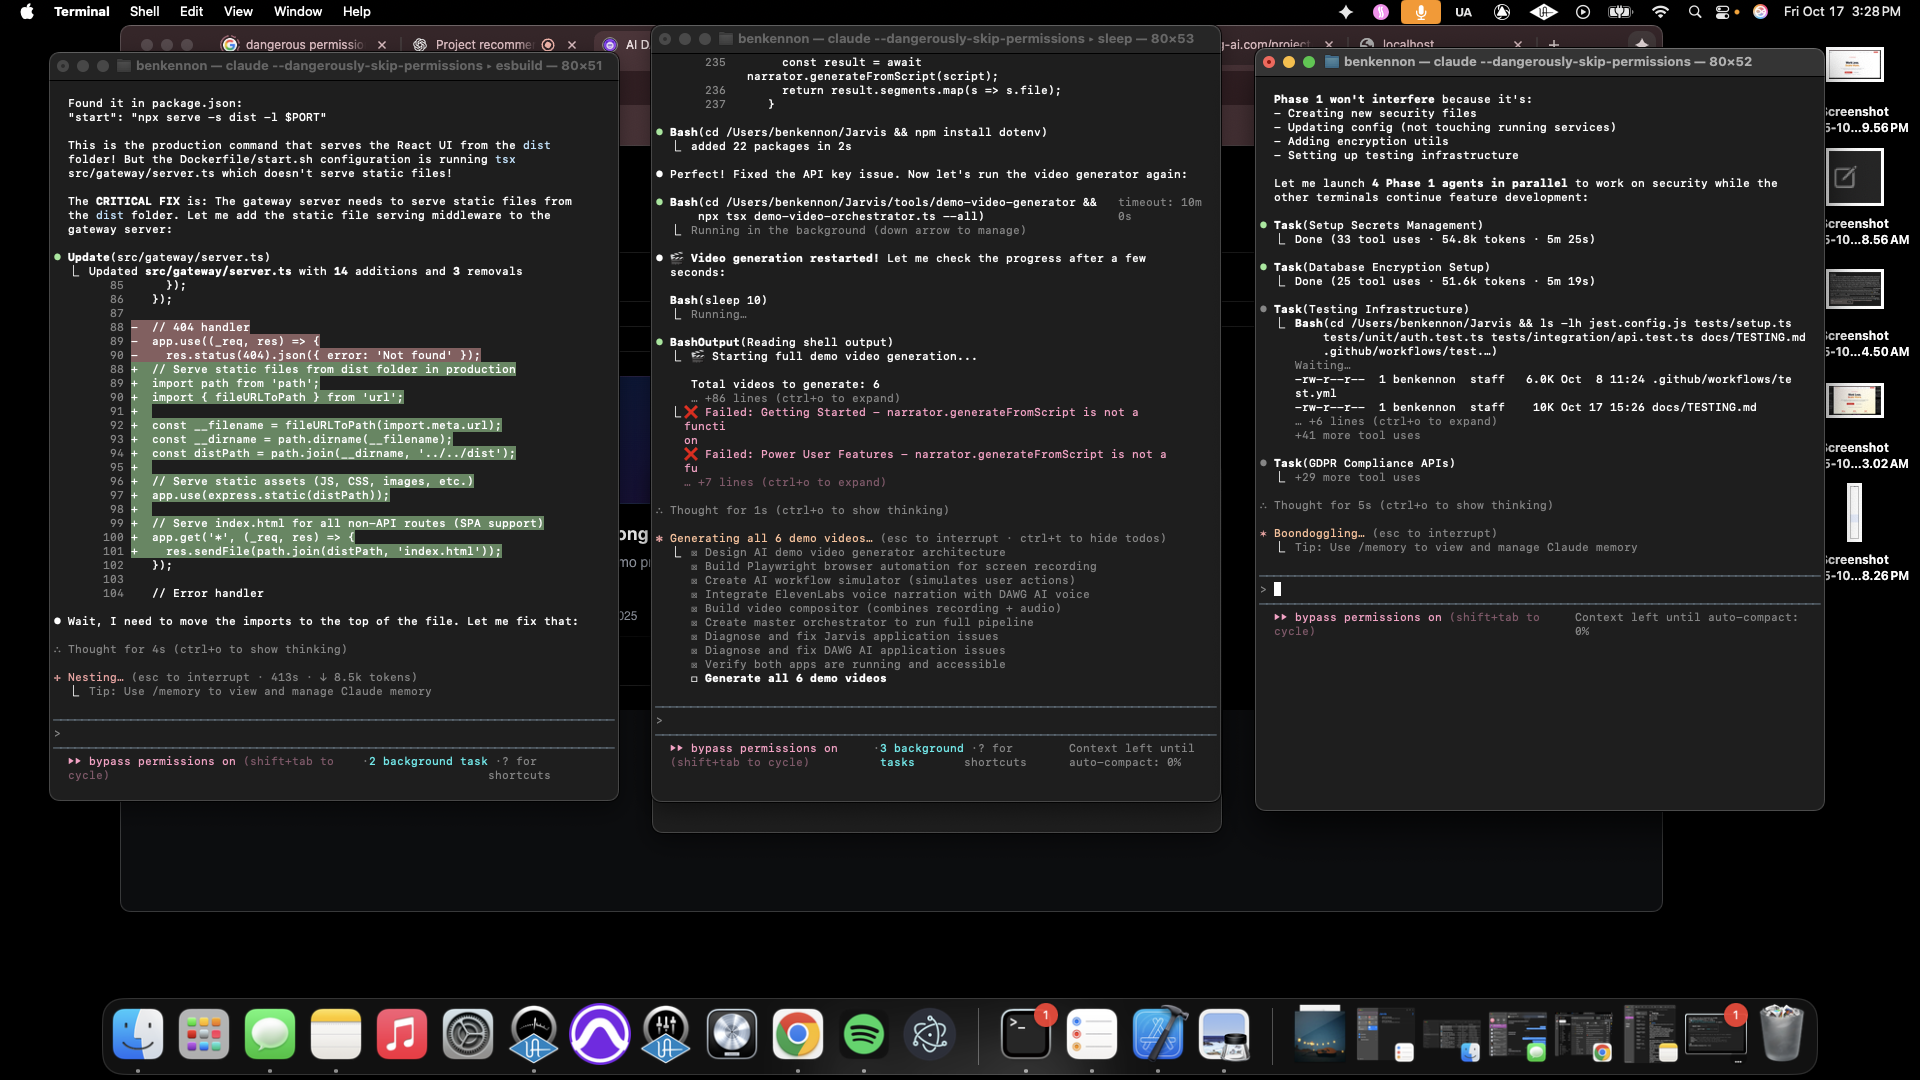 Terminal Shell Edit View Window Help
UA
Fri Oct 17 3:28 PM
dangerous permissio
Project recomme
AI D
g-ai.com/project
localhost
benkennon — claude --dangerously-skip-permissions ▸ esbuild — 80×51
Found it in package.json:
"start": "npx serve -s dist -l $PORT"
This is the production command that serves the React UI from the dist
folder! But the Dockerfile/start.sh configuration is running tsx
src/gateway/server.ts which doesn't serve static files!
The CRITICAL FIX is: The gateway server needs to serve static files from
the dist folder. Let me add the static file serving middleware to the
gateway server:
Update(src/gateway/server.ts)
Updated src/gateway/server.ts with 14 additions and 3 removals
85 });
86 });
87
88 - // 404 handler
89 - app.use((_req, res) => {
90 - res.status(404).json({ error: 'Not found' });
88 + // Serve static files from dist folder in production
89 + import path from 'path';
90 + import { fileURLToPath } from 'url';
91 +
92 + const __filename = fileURLToPath(import.meta.url);
93 + const __dirname = path.dirname(__filename);
94 + const distPath = path.join(__dirname, '../../dist');
95 +
96 + // Serve static assets (JS, CSS, images, etc.)
97 + app.use(express.static(distPath));
98 +
99 + // Serve index.html for all non-API routes (SPA support)
100 + app.get('*', (_req, res) => {
101 + res.sendFile(path.join(distPath, 'index.html'));
102 });
103
104 // Error handler
Wait, I need to move the imports to the top of the file. Let me fix that:
∴ Thought for 4s (ctrl+o to show thinking)
+ Nesting… (esc to interrupt · 413s · ↓ 8.5k tokens)
Tip: Use /memory to view and manage Claude memory
>
▸▸ bypass permissions on (shift+tab to
cycle)
· 2 background task · ? for
shortcuts
benkennon — claude --dangerously-skip-permissions ▸ sleep — 80×53
235 const result = await
narrator.generateFromScript(script);
236 return result.segments.map(s => s.file);
237 }
Bash(cd /Users/benkennon/Jarvis && npm install dotenv)
added 22 packages in 2s
Perfect! Fixed the API key issue. Now let's run the video generator again:
Bash(cd /Users/benkennon/Jarvis/tools/demo-video-generator && timeout: 10m
npx tsx demo-video-orchestrator.ts --all) 0s
Running in the background (down arrow to manage)
🎬 Video generation restarted! Let me check the progress after a few
seconds:
Bash(sleep 10)
Running…
BashOutput(Reading shell output)
🎬 Starting full demo video generation...
Total videos to generate: 6
… +86 lines (ctrl+o to expand)
❌ Failed: Getting Started - narrator.generateFromScript is not a
functi
on
❌ Failed: Power User Features - narrator.generateFromScript is not a
fu
… +7 lines (ctrl+o to expand)
∴ Thought for 1s (ctrl+o to show thinking)
* Generating all 6 demo videos… (esc to interrupt · ctrl+t to hide todos)
☒ Design AI demo video generator architecture
☒ Build Playwright browser automation for screen recording
☒ Create AI workflow simulator (simulates user actions)
☒ Integrate ElevenLabs voice narration with DAWG AI voice
☒ Build video compositor (combines recording + audio)
☒ Create master orchestrator to run full pipeline
☒ Diagnose and fix Jarvis application issues
☒ Diagnose and fix DAWG AI application issues
☒ Verify both apps are running and accessible
☐ Generate all 6 demo videos
>
▸▸ bypass permissions on
(shift+tab to cycle)
· 3 background
tasks
· ? for
shortcuts
Context left until
auto-compact: 0%
ong
mo p
025
benkennon — claude --dangerously-skip-permissions — 80×52
Phase 1 won't interfere because it's:
- Creating new security files
- Updating config (not touching running services)
- Adding encryption utils
- Setting up testing infrastructure
Let me launch 4 Phase 1 agents in parallel to work on security while the
other terminals continue feature development:
Task(Setup Secrets Management)
Done (33 tool uses · 54.8k tokens · 5m 25s)
Task(Database Encryption Setup)
Done (25 tool uses · 51.6k tokens · 5m 19s)
Task(Testing Infrastructure)
Bash(cd /Users/benkennon/Jarvis && ls -lh jest.config.js tests/setup.ts
tests/unit/auth.test.ts tests/integration/api.test.ts docs/TESTING.md
.github/workflows/test.…)
Waiting…
-rw-r--r-- 1 benkennon staff 6.0K Oct 8 11:24 .github/workflows/te
st.yml
-rw-r--r-- 1 benkennon staff 10K Oct 17 15:26 docs/TESTING.md
… +6 lines (ctrl+o to expand)
+41 more tool uses
Task(GDPR Compliance APIs)
+29 more tool uses
∴ Thought for 5s (ctrl+o to show thinking)
* Boondoggling… (esc to interrupt)
Tip: Use /memory to view and manage Claude memory
>
▸▸ bypass permissions on (shift+tab to
cycle)
Context left until auto-compact:
0%
Screenshot
5-10...9.56 PM
Screenshot
5-10...8.56 AM
Screenshot
5-10...4.50 AM
Screenshot
5-10...3.02 AM
Screenshot
5-10...8.26 PM
1
1